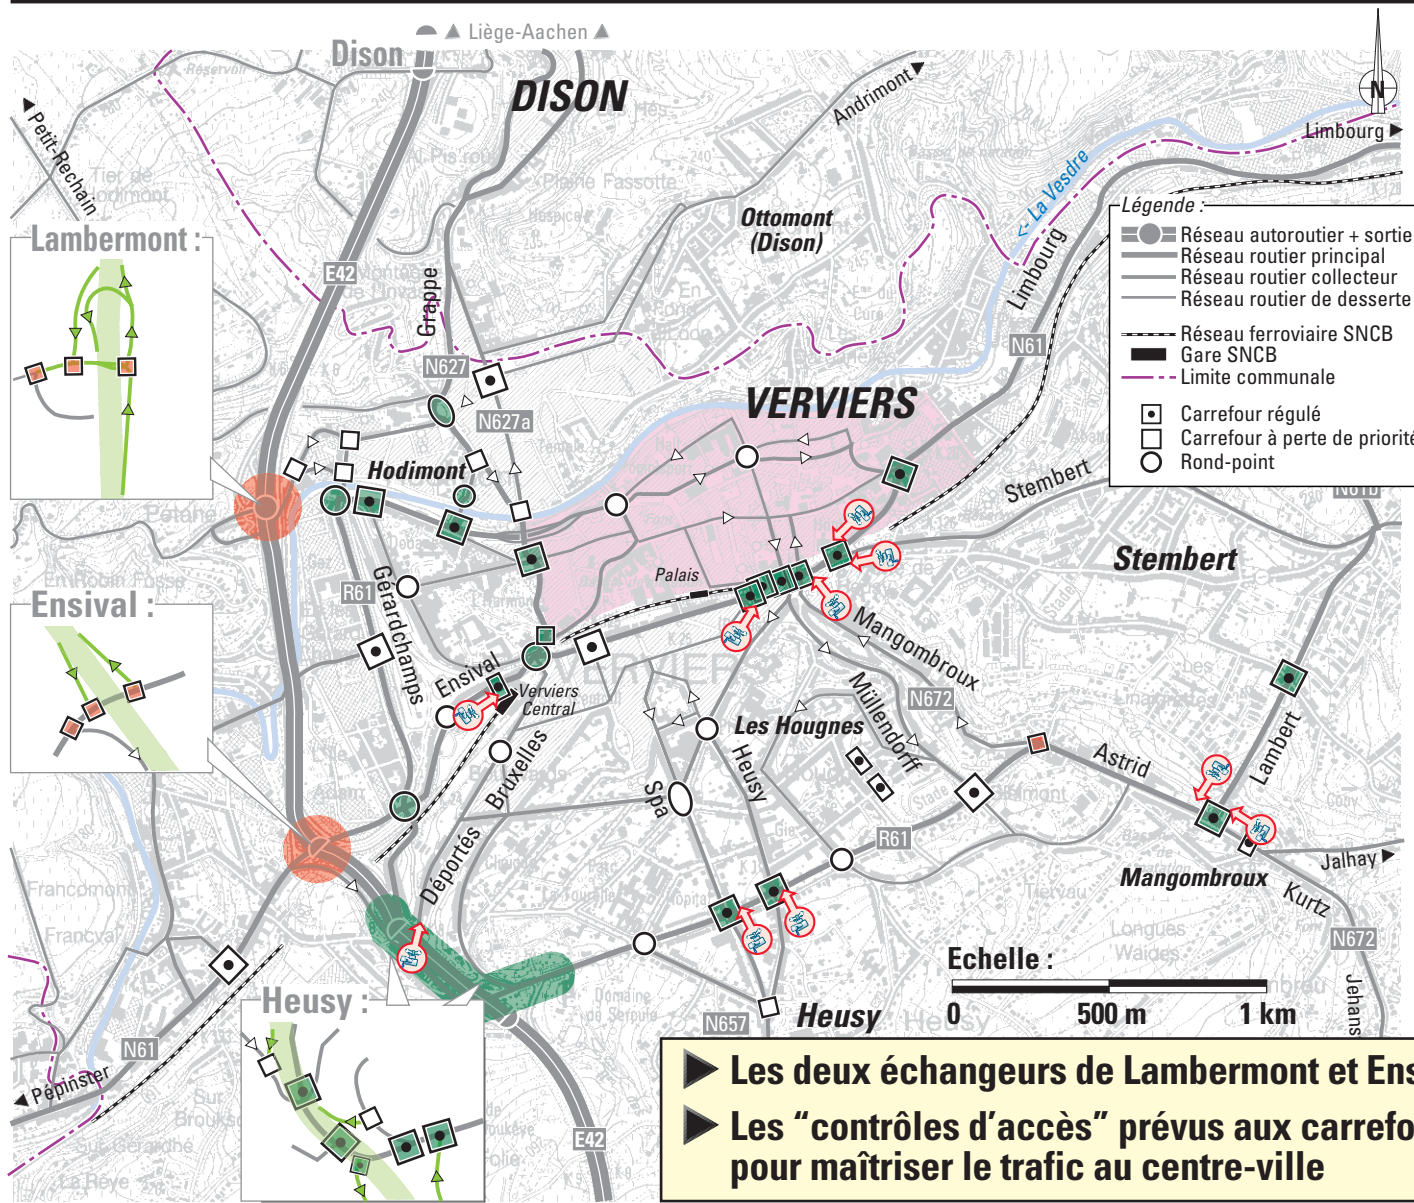 ▲ Liège-Aachen ▲
Dison
DISON
Andrimont
Limbourg
Petit-Rechain
<- La Vesdre
Ottomont
(Dison)
Légende :
Réseau autoroutier + sortie
Réseau routier principal
Réseau routier collecteur
Réseau routier de desserte
Réseau ferroviaire SNCB
Gare SNCB
Limite communale
Carrefour régulé
Carrefour à perte de priorité
Rond-point
N
Lambermont :
E42
Grappe
Limbourg
N61
N627
N627a
VERVIERS
Hodimont
Stembert
N61b
Stembert
Palais
Ensival :
R61
Gérardchamps
Ensival
Verviers
Central
Mangombroux
N672
Müllendorff
Les Hougnes
Heusy
Spa
Bruxelles
Déportés
Astrid
Lambert
R61
Jalhay
Mangombroux
Kurtz
N672
Jehans
Echelle :
0 500 m 1 km
Heusy :
N657
Heusy
N61
Pépinster
E42
Les deux échangeurs de Lambermont et Ens
Les “contrôles d’accès” prévus aux carrefo
pour maîtriser le trafic au centre-ville